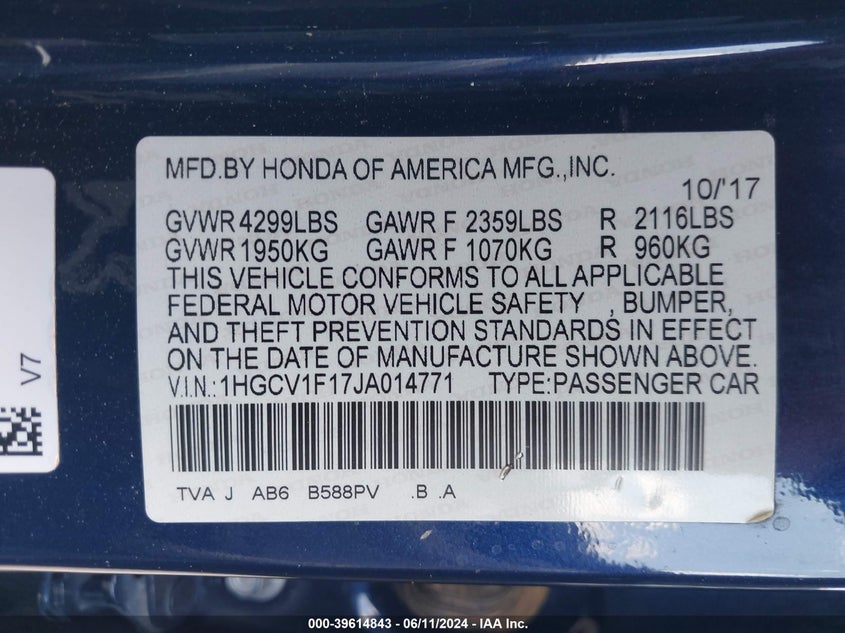 MFD.BY HONDA OF AMERICA MFG.,INC.
10/'17
GVWR 4299LBS GAWR F 2359LBS R 2116LBS
GVWR 1950KG GAWR F 1070KG R 960KG
THIS VEHICLE CONFORMS TO ALL APPLICABLE
FEDERAL MOTOR VEHICLE SAFETY , BUMPER,
AND THEFT PREVENTION STANDARDS IN EFFECT
ON THE DATE OF MANUFACTURE SHOWN ABOVE.
V.I.N.:1HGCV1F17JA014771 TYPE:PASSENGER CAR
TVA J AB6 B588PV .B .A
V7
000-39614843 - 06/11/2024 - IAA Inc.